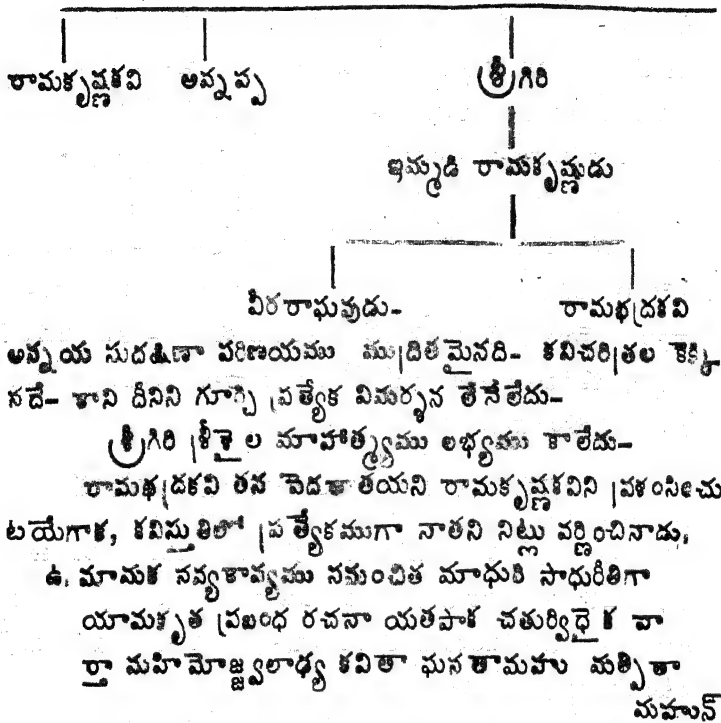 రామకృష్ణకవి అన్నప్ప శ్రీగిరి
ఇమ్మడి రామకృష్ణుడు
వీరరాఘవుడు- రామభద్రకవి
అన్నయ సుదక్షిణా పరిణయము ముద్రితమైనది- కవిచరిత్రల కెక్కి
నదే- కాని దీనిని గూర్చి ప్రత్యేక విమర్శన లేనేలేదు-
శ్రీగిరి శ్రీశైల మాహాత్మ్యము లభ్యము కాలేదు-
రామభద్రకవి తన పెదతాతయని రామకృష్ణకవిని ప్రశంసించు
టయేగాక, కవిస్తుతిలో ప్రత్యేకముగా నాతని నిట్లు వర్ణించినాడు.
ఉ. మామక నవ్యకావ్యము సమంచిత మాధురి సాధురీతిగా
యామకృత ప్రబంధ రచనా యతపాక చతుర్విధైక వా
ర్తా మహిమోజ్జ్వలాఢ్య కవితా ఘనతామహు మత్పితా
మహున్